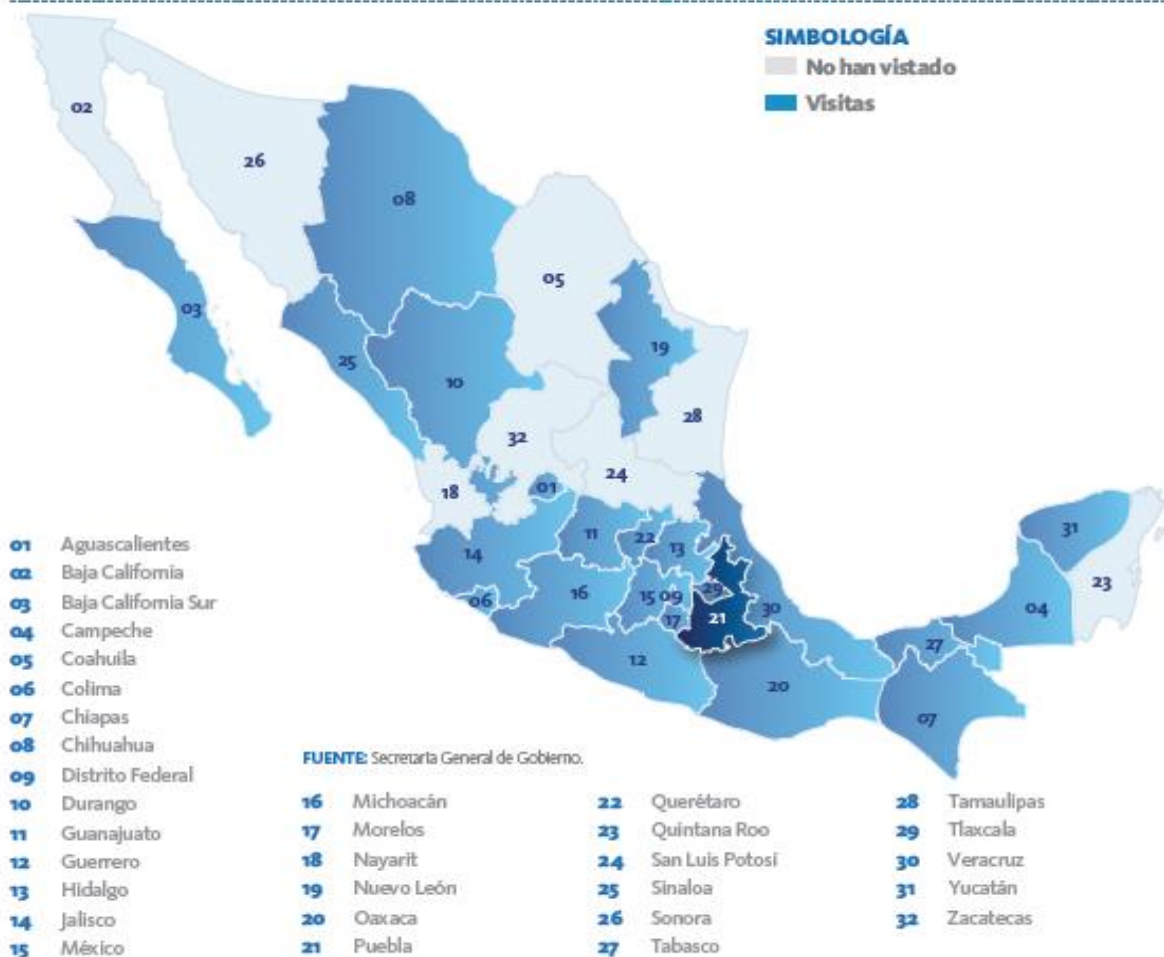 SIMBOLOGÍA
No han vistado
Visitas
02
26
08
05
03
19
25
10
28
32
24
18
01
31
11
22
13
14
23
29
16
15
09
06
04
30
17
21
27
12
20
07
01 Aguascalientes
02 Baja California
03 Baja California Sur
04 Campeche
05 Coahuila
06 Colima
07 Chiapas
08 Chihuahua
09 Distrito Federal
10 Durango
11 Guanajuato
12 Guerrero
13 Hidalgo
14 Jalisco
15 México
FUENTE: Secretaría General de Gobierno.
16 Michoacán
17 Morelos
18 Nayarit
19 Nuevo León
20 Oaxaca
21 Puebla
22 Querétaro
23 Quintana Roo
24 San Luis Potosí
25 Sinaloa
26 Sonora
27 Tabasco
28 Tamaulipas
29 Tlaxcala
30 Veracruz
31 Yucatán
32 Zacatecas